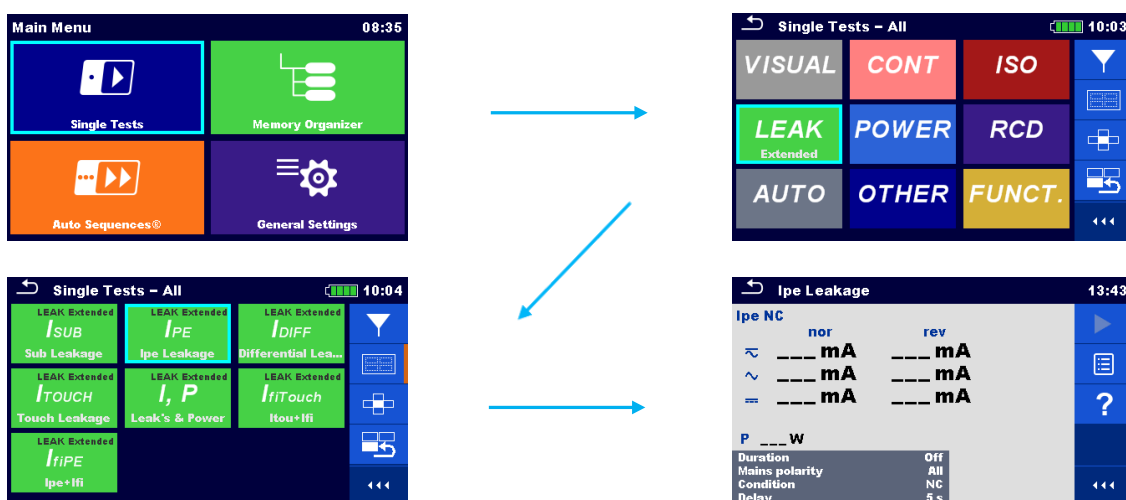 Main Menu 08:35
Single Tests
Memory Organizer
Auto Sequences®
General Settings
Single Tests – All 10:03
VISUAL CONT ISO
LEAK POWER RCD
Extended
AUTO OTHER FUNCT.
Single Tests – All 10:04
LEAK Extended LEAK Extended LEAK Extended
ISUB IPE IDIFF
Sub Leakage Ipe Leakage Differential Lea...
LEAK Extended LEAK Extended LEAK Extended
ITOUCH I, P IfiTouch
Touch Leakage Leak's & Power Itou+Ifi
LEAK Extended
IfiPE
Ipe+Ifi
Ipe Leakage 13:43
Ipe NC
nor rev
≂ ___ mA ___ mA
~ ___ mA ___ mA
⎓ ___ mA ___ mA
?
P ___ W
Duration Off
Mains polarity All
Condition NC
Delay 5 s